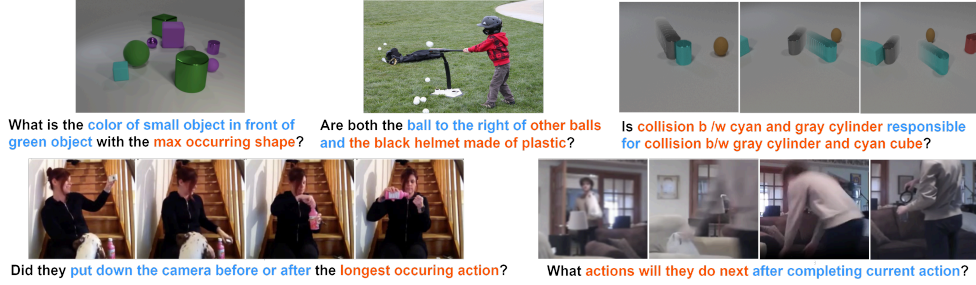 What is the color of small object in front of
green object with the max occurring shape?
Are both the ball to the right of other balls
and the black helmet made of plastic?
Is collision b /w cyan and gray cylinder responsible
for collision b/w gray cylinder and cyan cube?
Did they put down the camera before or after the longest occuring action?
What actions will they do next after completing current action?